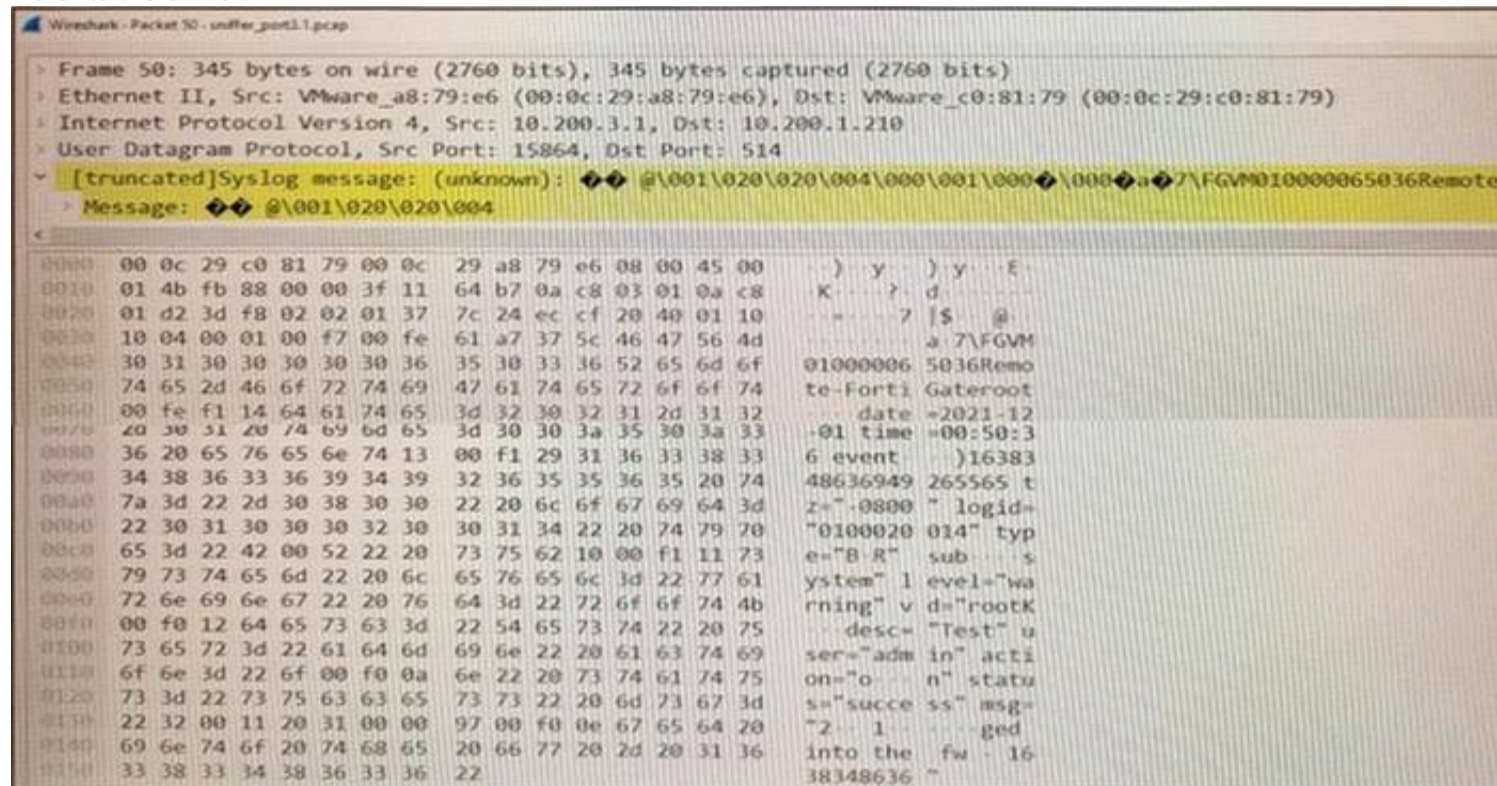 Wireshark - Packet 50 - sniffer_port3.1.pcap
> Frame 50: 345 bytes on wire (2760 bits), 345 bytes captured (2760 bits)
> Ethernet II, Src: VMware_a8:79:e6 (00:0c:29:a8:79:e6), Dst: VMware_c0:81:79 (00:0c:29:c0:81:79)
> Internet Protocol Version 4, Src: 10.200.3.1, Dst: 10.200.1.210
> User Datagram Protocol, Src Port: 15864, Dst Port: 514
[truncated]Syslog message: (unknown): �� @\001\020\020\004\000\001\000�\000�a�7\FGVM010000065036Remote
> Message: �� @\001\020\020\004
0000 00 0c 29 c0 81 79 00 0c 29 a8 79 e6 08 00 45 00 ··)··y·· )·y···E·
0010 01 4b fb 88 00 00 3f 11 64 b7 0a c8 03 01 0a c8 ·K····?· d·······
0020 01 d2 3d f8 02 02 01 37 7c 24 ec cf 20 40 01 10 ··=····7 |$·· @··
0030 10 04 00 01 00 f7 00 fe 61 a7 37 5c 46 47 56 4d ········ a·7\FGVM
0040 30 31 30 30 30 30 30 36 35 30 33 36 52 65 6d 6f 01000006 5036Remo
0050 74 65 2d 46 6f 72 74 69 47 61 74 65 72 6f 6f 74 te-Forti Gateroot
0060 00 fe f1 14 64 61 74 65 3d 32 30 32 31 2d 31 32 ····date =2021-12
0070 2d 30 31 20 74 69 6d 65 3d 30 30 3a 35 30 3a 33 -01 time =00:50:3
0080 36 20 65 76 65 6e 74 13 00 f1 29 31 36 33 38 33 6 event· ··)16383
0090 34 38 36 33 36 39 34 39 32 36 35 35 36 35 20 74 48636949 265565 t
00a0 7a 3d 22 2d 30 38 30 30 22 20 6c 6f 67 69 64 3d z="-0800 " logid=
00b0 22 30 31 30 30 30 32 30 30 31 34 22 20 74 79 70 "0100020 014" typ
00c0 65 3d 22 42 00 52 22 20 73 75 62 10 00 f1 11 73 e="B·R" sub····s
00d0 79 73 74 65 6d 22 20 6c 65 76 65 6c 3d 22 77 61 ystem" l evel="wa
00e0 72 6e 69 6e 67 22 20 76 64 3d 22 72 6f 6f 74 4b rning" v d="rootK
00f0 00 f0 12 64 65 73 63 3d 22 54 65 73 74 22 20 75 ···desc= "Test" u
0100 73 65 72 3d 22 61 64 6d 69 6e 22 20 61 63 74 69 ser="adm in" acti
0110 6f 6e 3d 22 6f 00 f0 0a 6e 22 20 73 74 61 74 75 on="o··· n" statu
0120 73 3d 22 73 75 63 63 65 73 73 22 20 6d 73 67 3d s="succe ss" msg=
0130 22 32 00 11 20 31 00 00 97 00 f0 0e 67 65 64 20 "2·· 1·· ····ged
0140 69 6e 74 6f 20 74 68 65 20 66 77 20 2d 20 31 36 into the fw - 16
0150 33 38 33 34 38 36 33 36 22 38348636 "